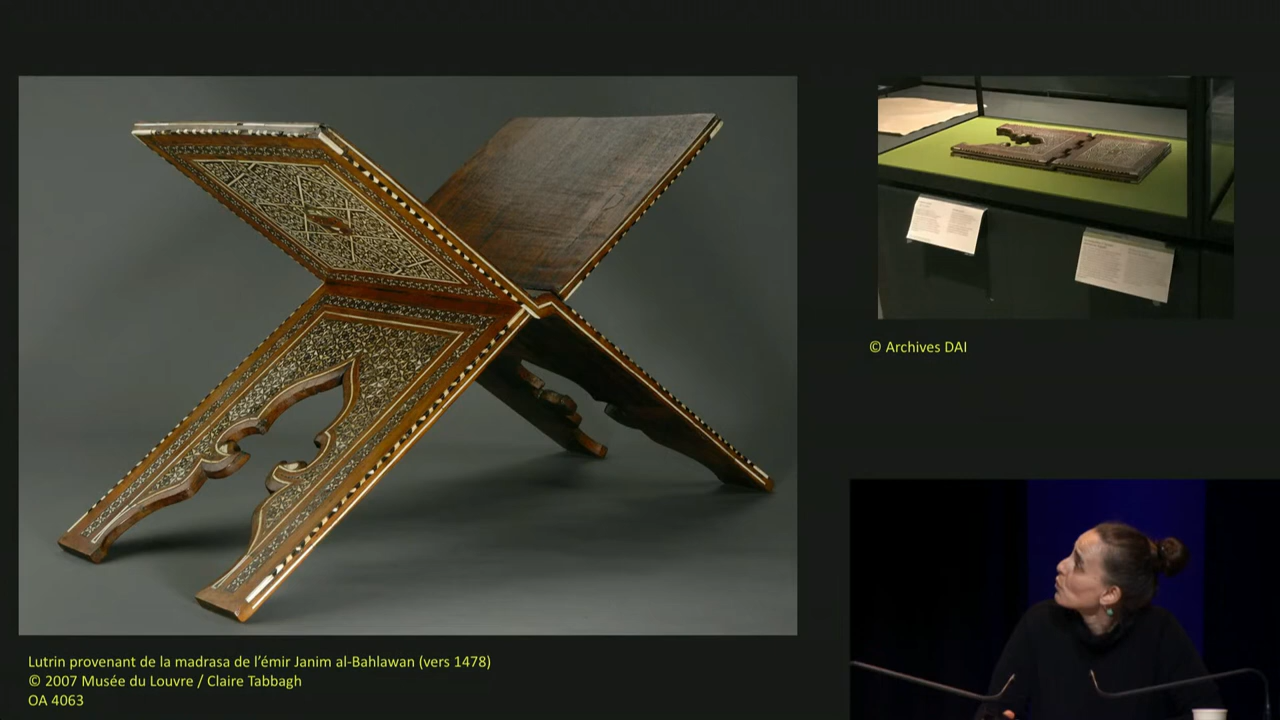 Lutrin provenant de la madrasa de l’émir Janim al-Bahlawan (vers 1478)
© 2007 Musée du Louvre / Claire Tabbagh
OA 4063
© Archives DAI